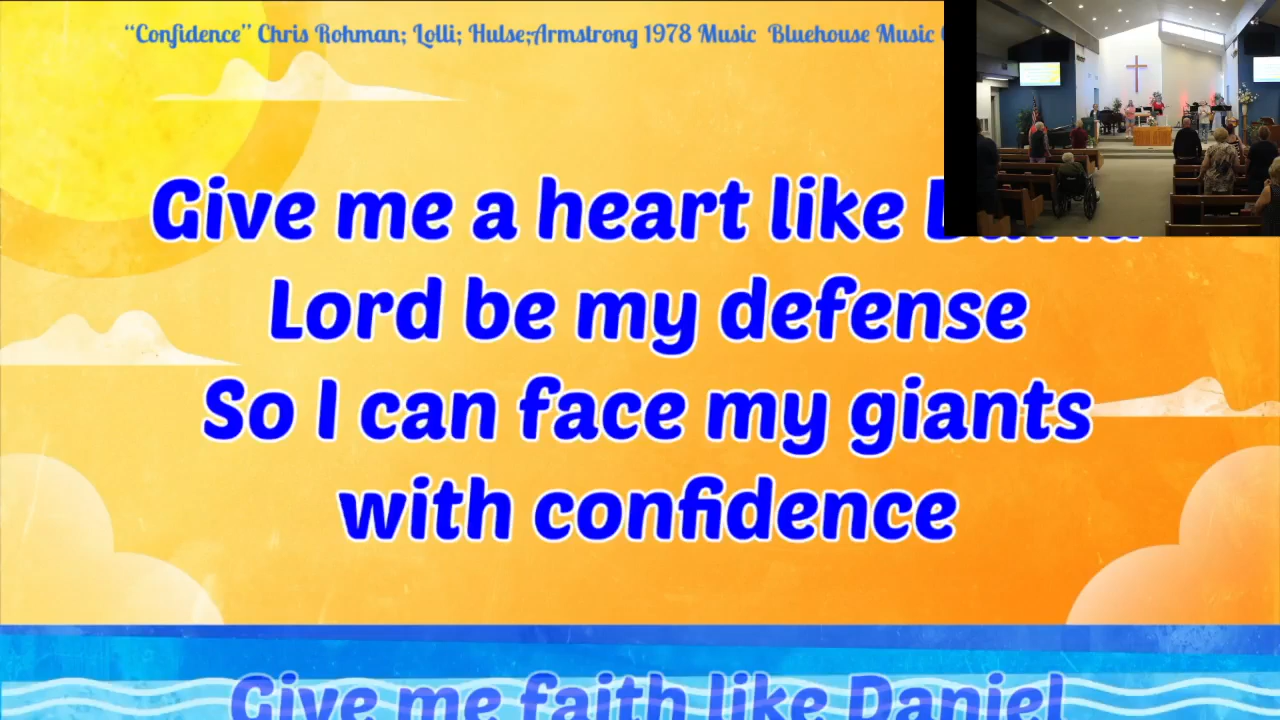 “Confidence” Chris Rohman; Lolli; Hulse;Armstrong 1978 Music Bluehouse Music
Give me a heart like
Lord be my defense
So I can face my giants
with confidence
Give me faith like Daniel